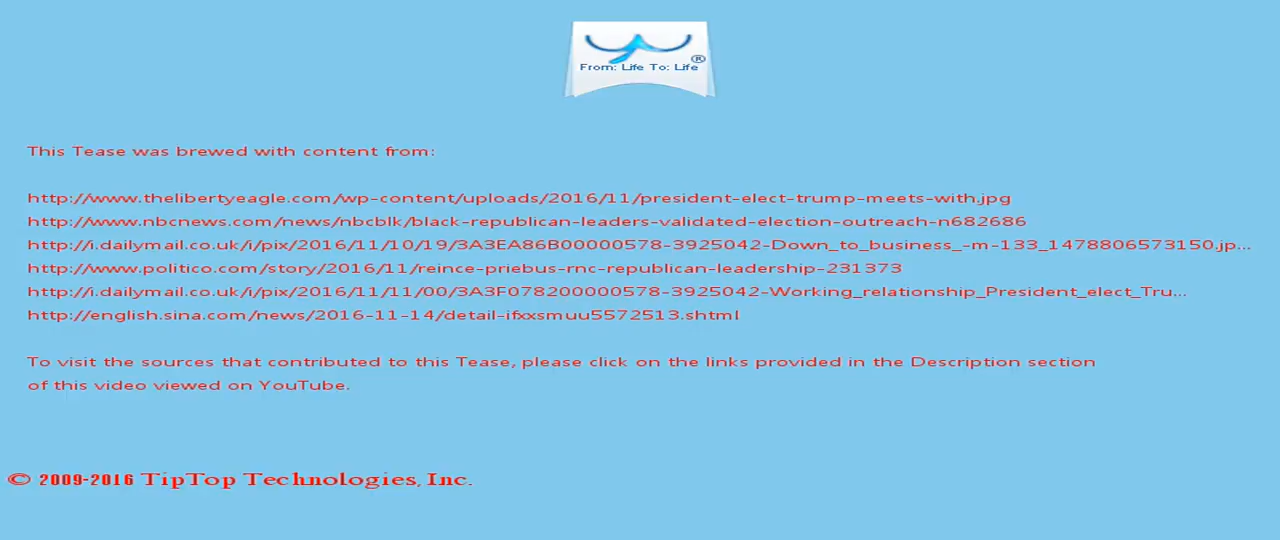 From: Life To: Life ®
This Tease was brewed with content from:
http://www.thelibertyeagle.com/wp-content/uploads/2016/11/president-elect-trump-meets-with.jpg
http://www.nbcnews.com/news/nbcblk/black-republican-leaders-validated-election-outreach-n682686
http://i.dailymail.co.uk/i/pix/2016/11/10/19/3A3EA86B00000578-3925042-Down_to_business_-m-133_1478806573150.jp...
http://www.politico.com/story/2016/11/reince-priebus-rnc-republican-leadership-231373
http://i.dailymail.co.uk/i/pix/2016/11/11/00/3A3F078200000578-3925042-Working_relationship_President_elect_Tru...
http://english.sina.com/news/2016-11-14/detail-ifxxsmuu5572513.shtml
To visit the sources that contributed to this Tease, please click on the links provided in the Description section
of this video viewed on YouTube.
© 2009-2016 TipTop Technologies, Inc.